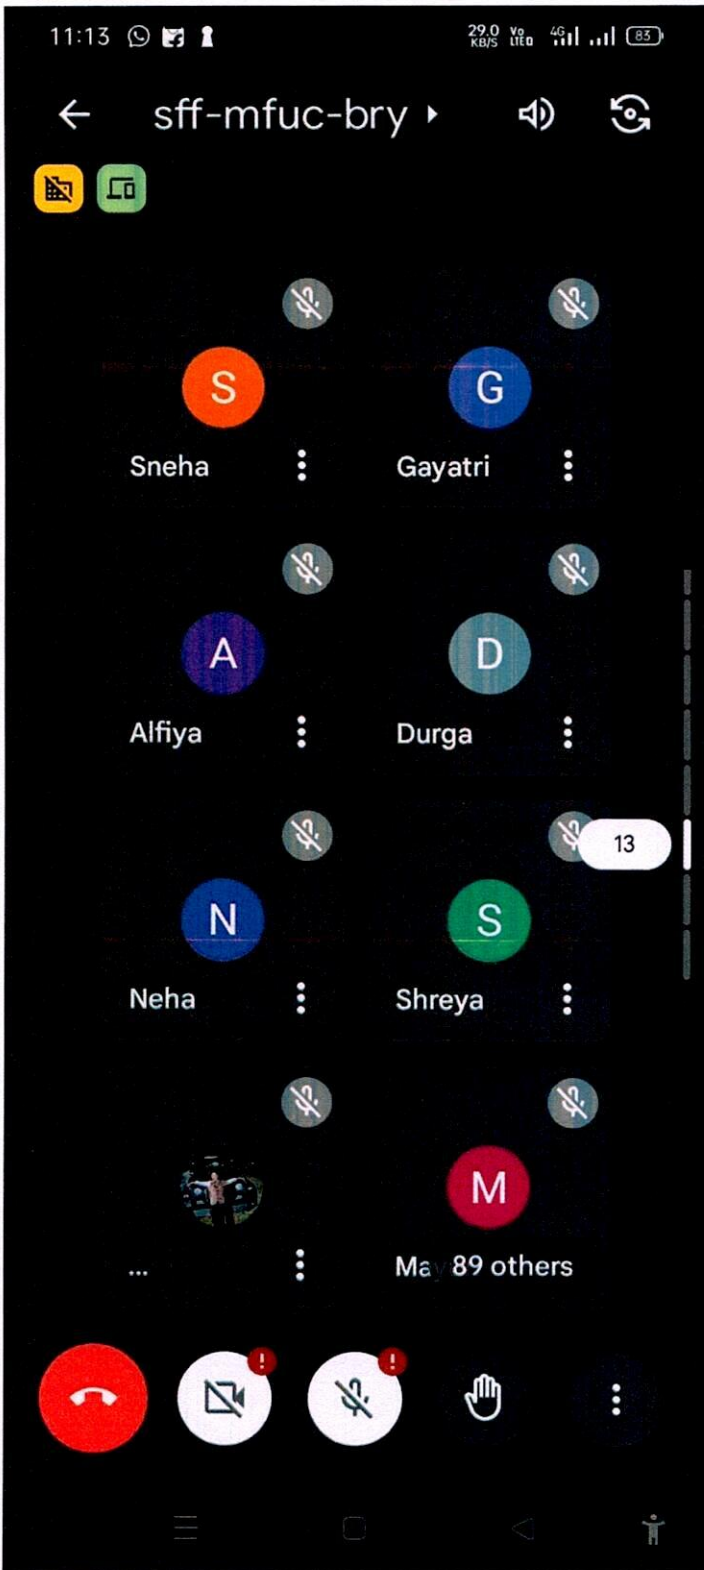 11:13 29.0 KB/S Vo LTE 4G 83
sff-mfuc-bry
S G
Sneha Gayatri
A D
Alfiya Durga
13
N S
Neha Shreya
M
... May 89 others